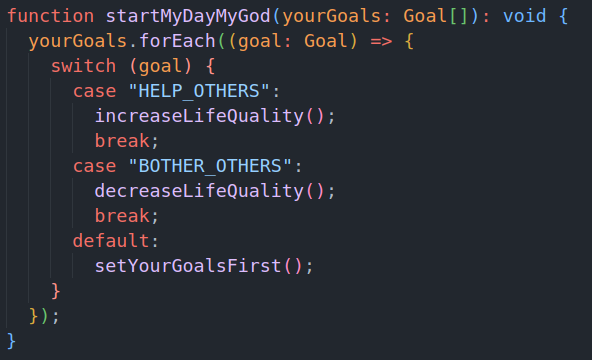 function startMyDayMyGod(yourGoals: Goal[]): void {
  yourGoals.forEach((goal: Goal) => {
    switch (goal) {
      case "HELP_OTHERS":
        increaseLifeQuality();
        break;
      case "BOTHER_OTHERS":
        decreaseLifeQuality();
        break;
      default:
        setYourGoalsFirst();
    }
  });
}